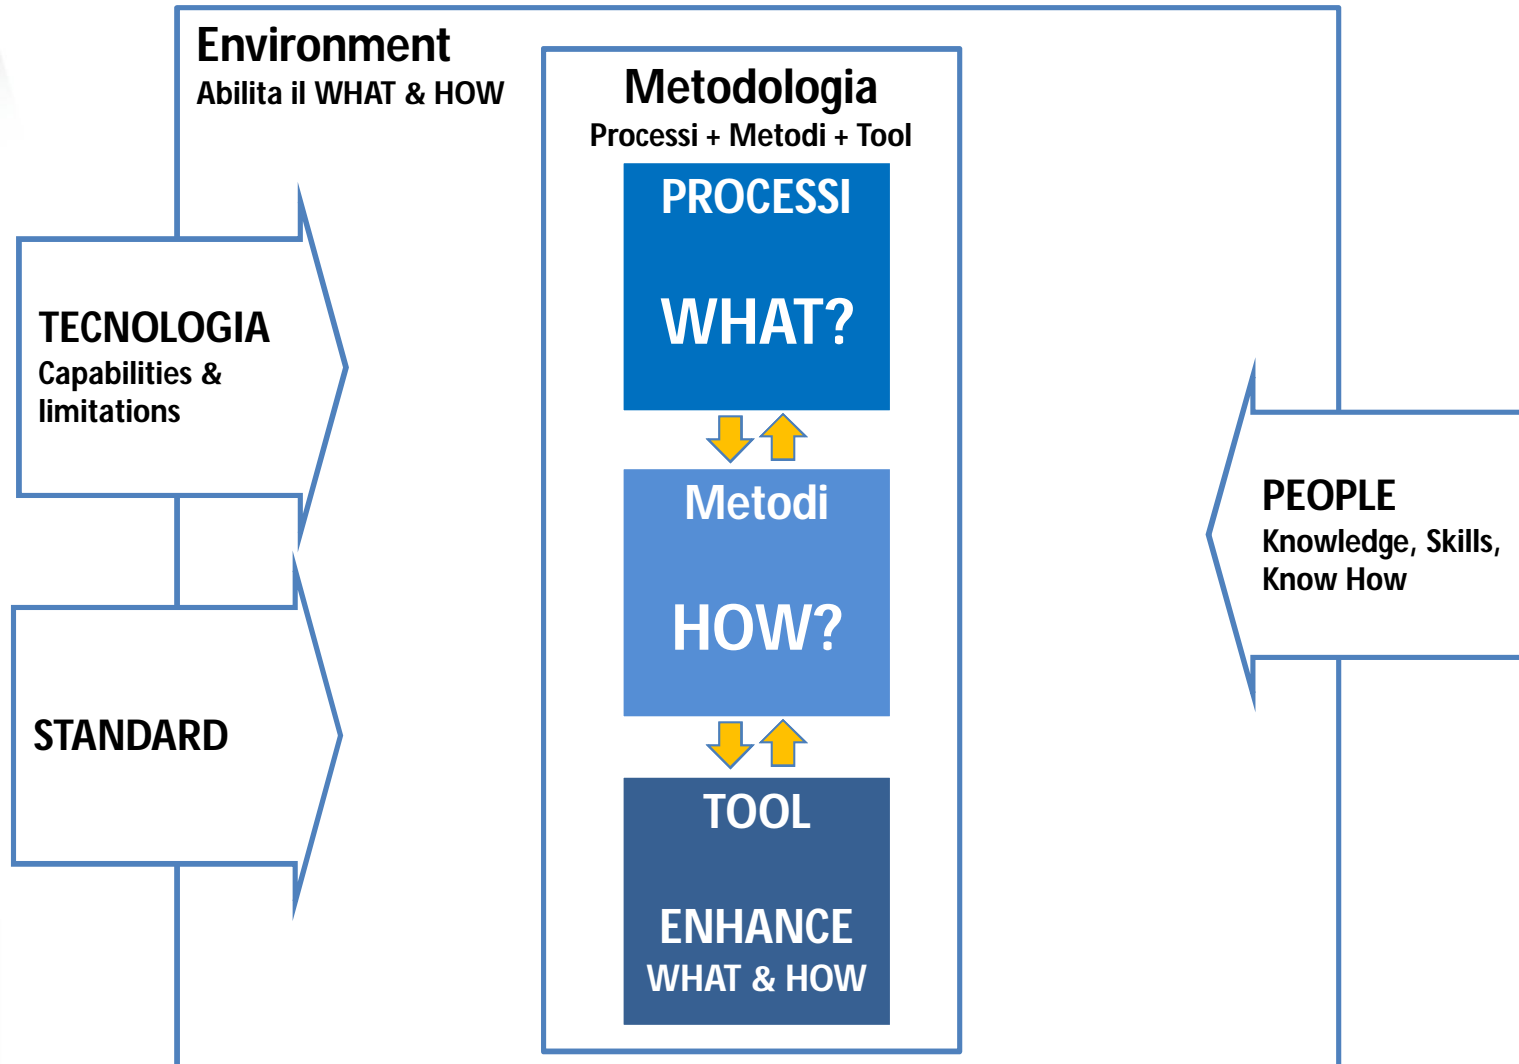 Environment
Abilita il WHAT & HOW
Metodologia
Processi + Metodi + Tool
PROCESSI
WHAT?
TECNOLOGIA
Capabilities &
limitations
Metodi
HOW?
PEOPLE
Knowledge, Skills,
Know How
STANDARD
TOOL
ENHANCE
WHAT & HOW